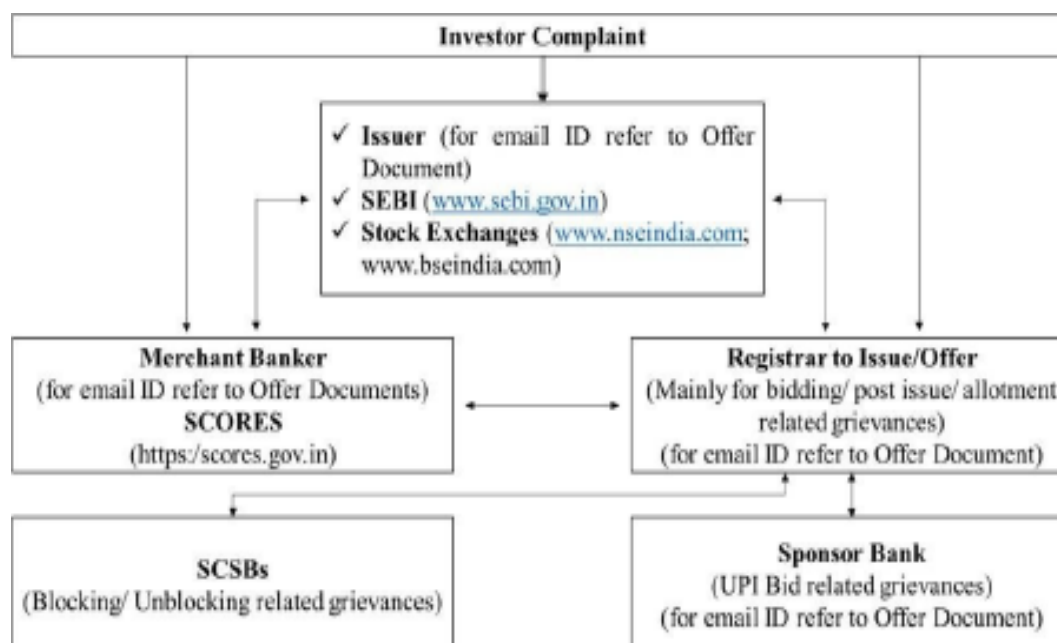 Investor Complaint
✓ Issuer (for email ID refer to Offer
Document)
✓ SEBI (www.sebi.gov.in)
✓ Stock Exchanges (www.nseindia.com;
www.bseindia.com)
Merchant Banker
(for email ID refer to Offer Documents)
SCORES
(https:/scores.gov.in)
Registrar to Issue/Offer
(Mainly for bidding/ post issue/ allotment
related grievances)
(for email ID refer to Offer Document)
SCSBs
(Blocking/ Unblocking related grievances)
Sponsor Bank
(UPI Bid related grievances)
(for email ID refer to Offer Document)